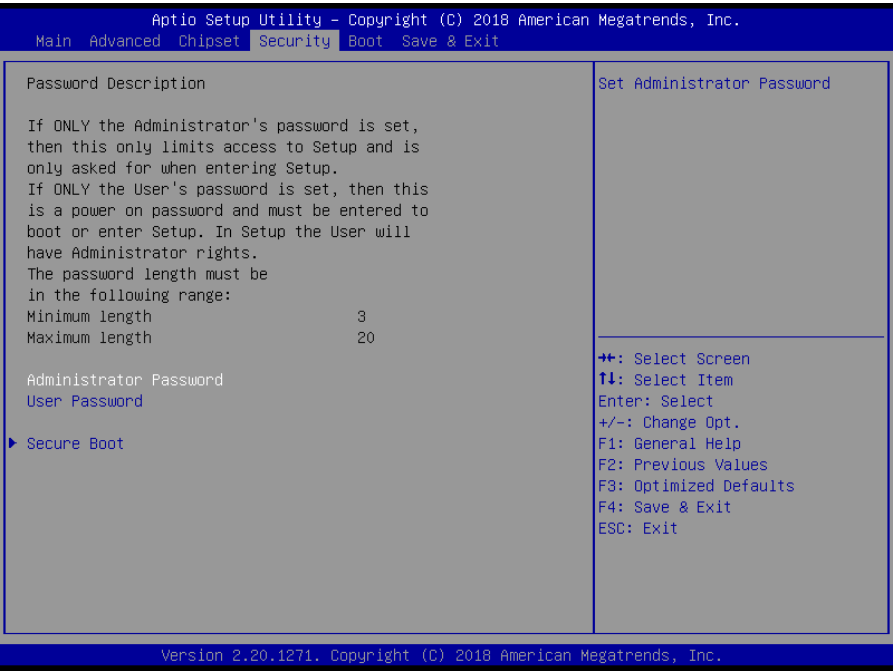 Aptio Setup Utility – Copyright (C) 2018 American Megatrends, Inc.
Main Advanced Chipset Security Boot Save & Exit
Password Description
If ONLY the Administrator's password is set,
then this only limits access to Setup and is
only asked for when entering Setup.
If ONLY the User's password is set, then this
is a power on password and must be entered to
boot or enter Setup. In Setup the User will
have Administrator rights.
The password length must be
in the following range:
Minimum length 3
Maximum length 20
Administrator Password
User Password
Secure Boot
Set Administrator Password
→←: Select Screen
↑↓: Select Item
Enter: Select
+/-: Change Opt.
F1: General Help
F2: Previous Values
F3: Optimized Defaults
F4: Save & Exit
ESC: Exit
Version 2.20.1271. Copyright (C) 2018 American Megatrends, Inc.